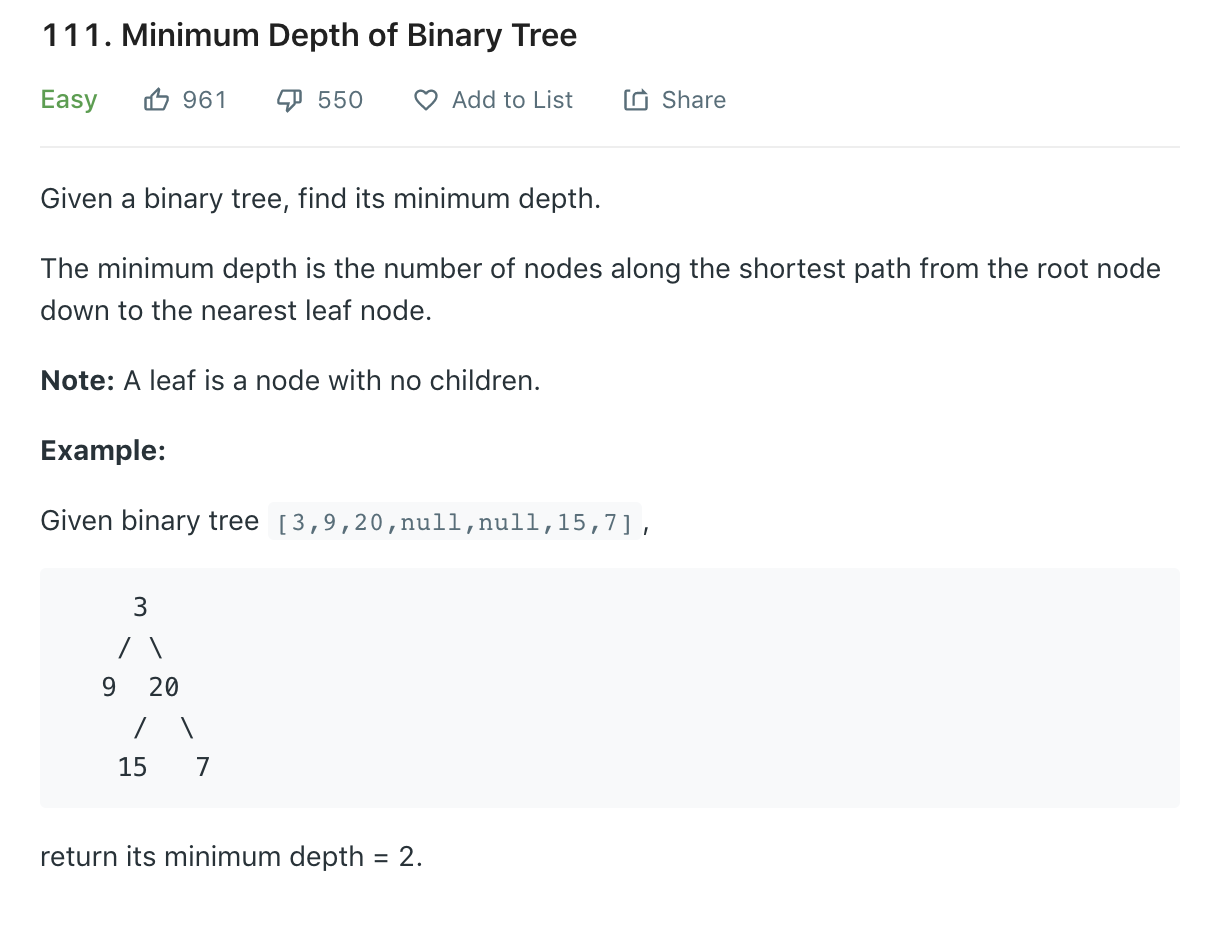 111. Minimum Depth of Binary Tree
Easy 961 550 Add to List Share
Given a binary tree, find its minimum depth.
The minimum depth is the number of nodes along the shortest path from the root node
down to the nearest leaf node.
Note: A leaf is a node with no children.
Example:
Given binary tree [3,9,20,null,null,15,7],
3
/ \
9 20
/ \
15 7
return its minimum depth = 2.